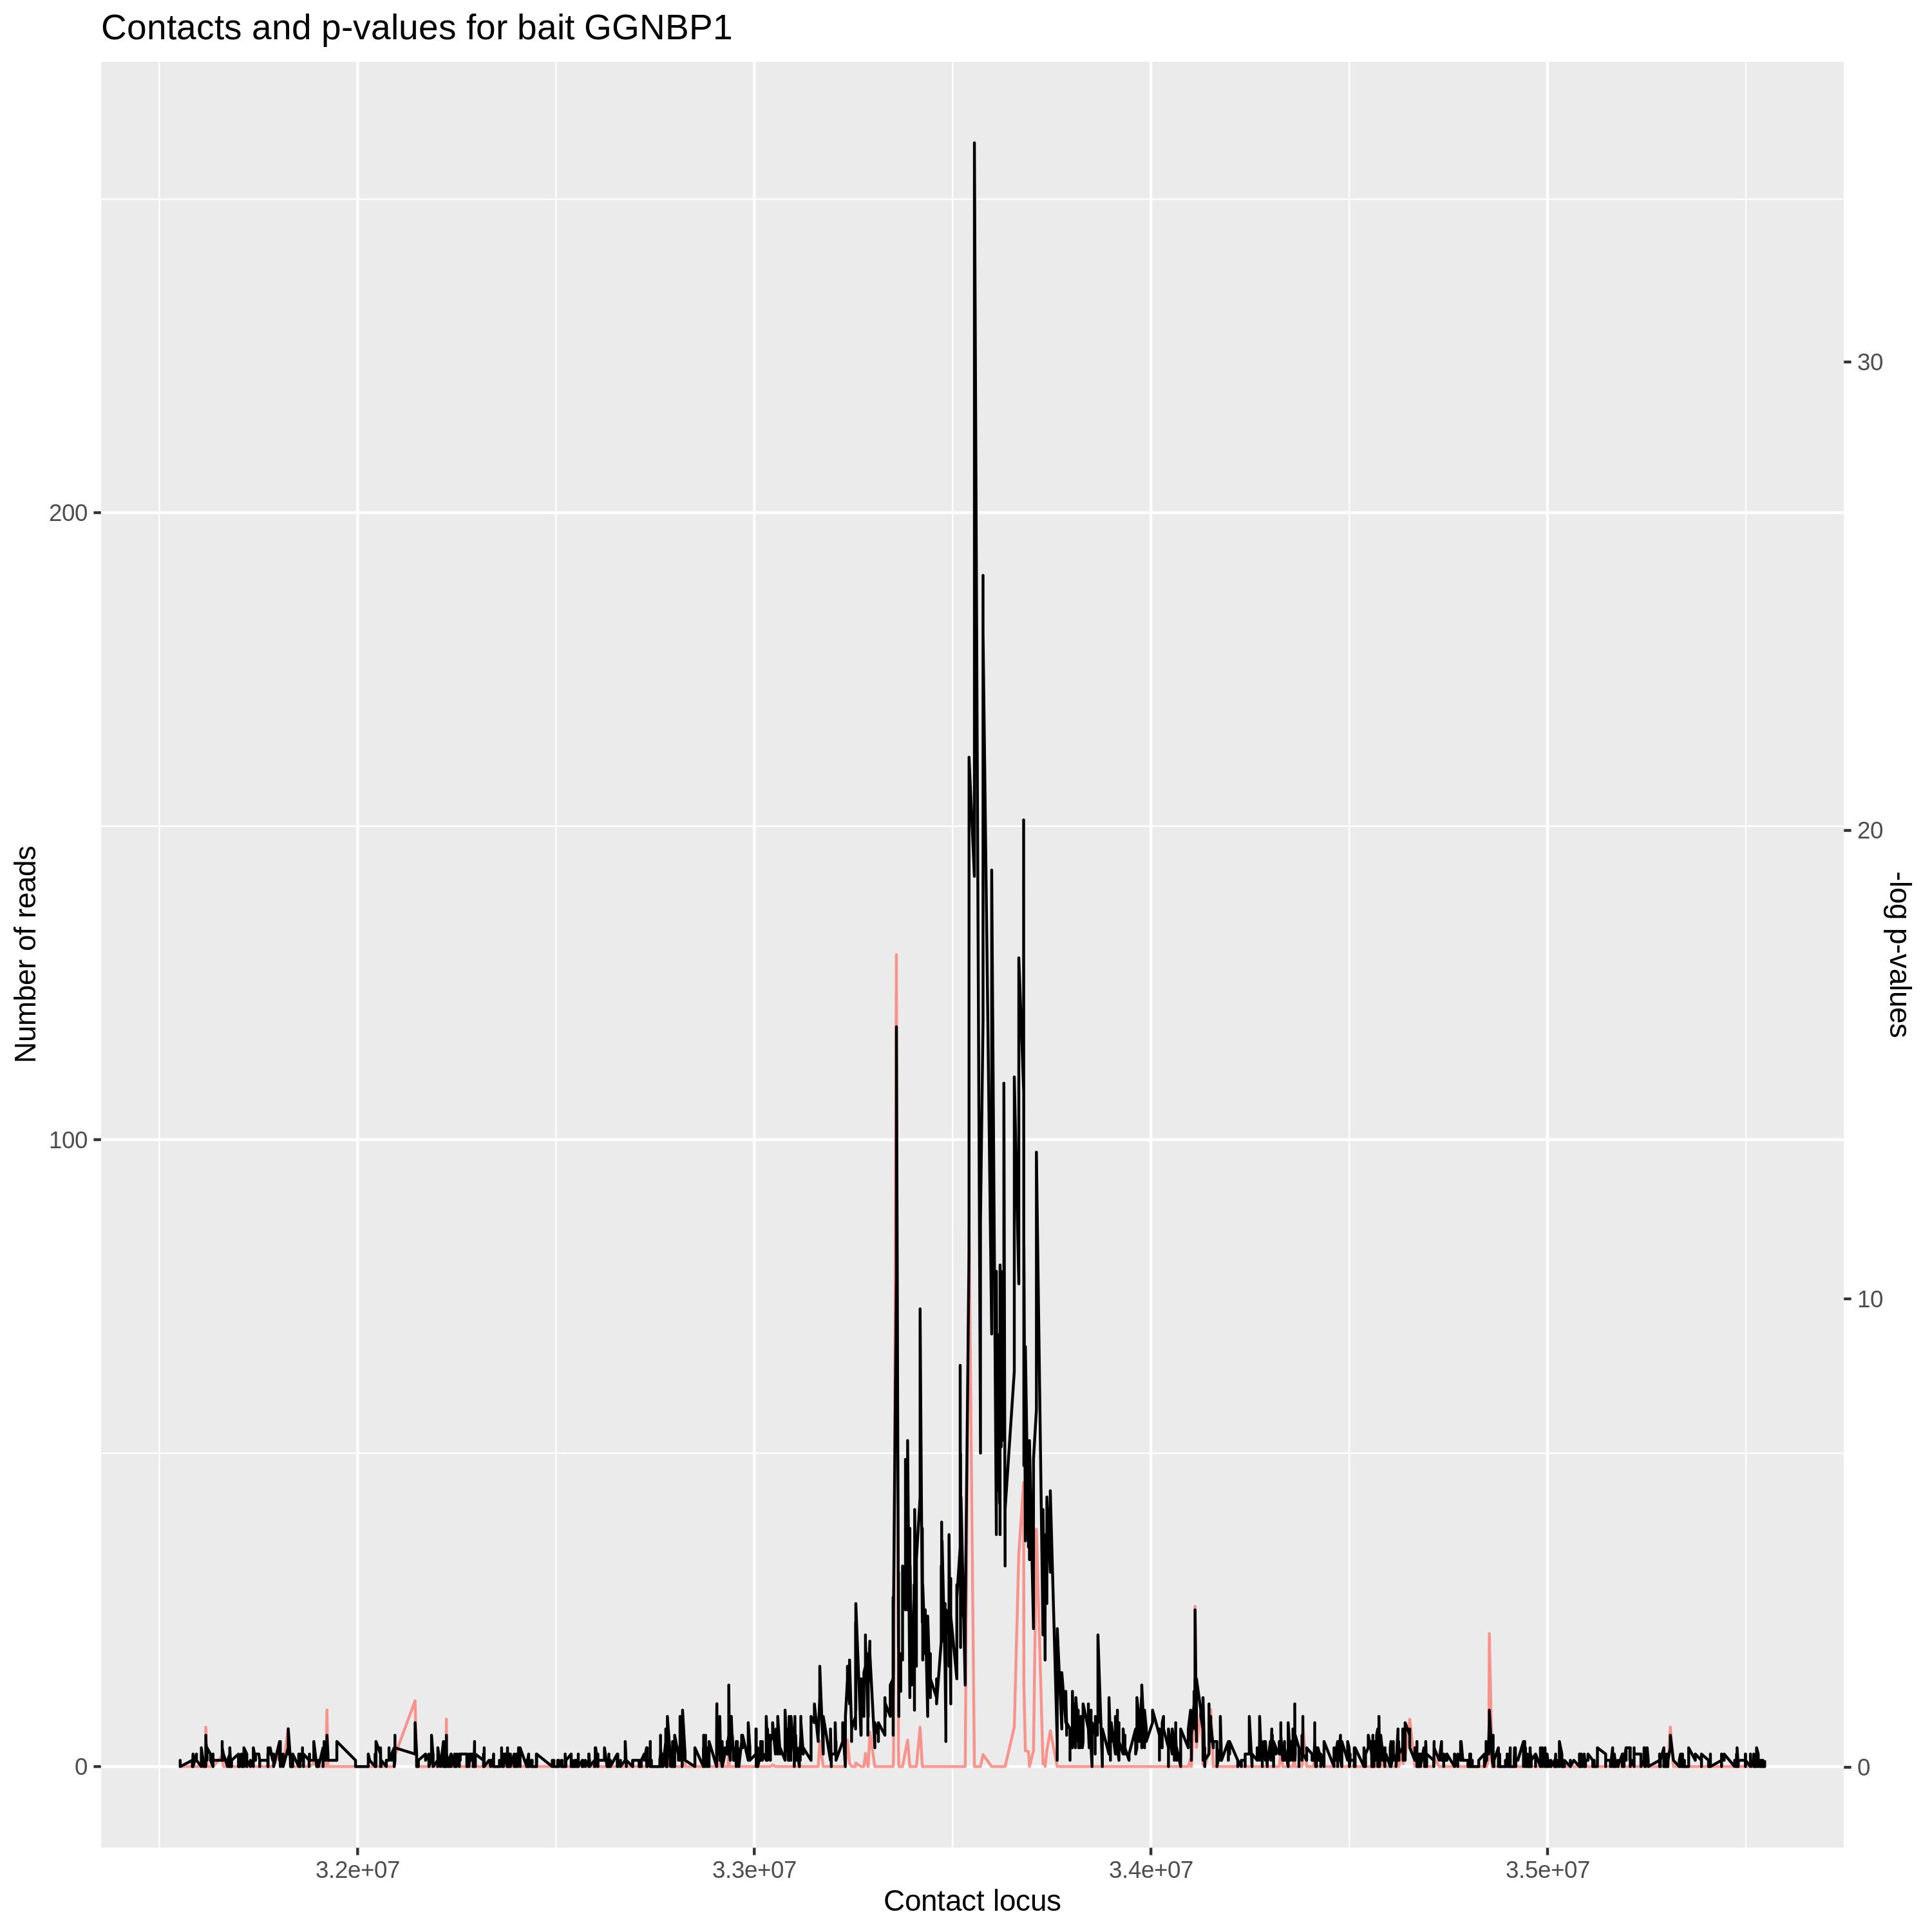 Contacts and p-values for bait GGNBP1
Number of reads
200
100
0
30
20
10
0
-log p-values
3.2e+07
3.3e+07
3.4e+07
3.5e+07
Contact locus